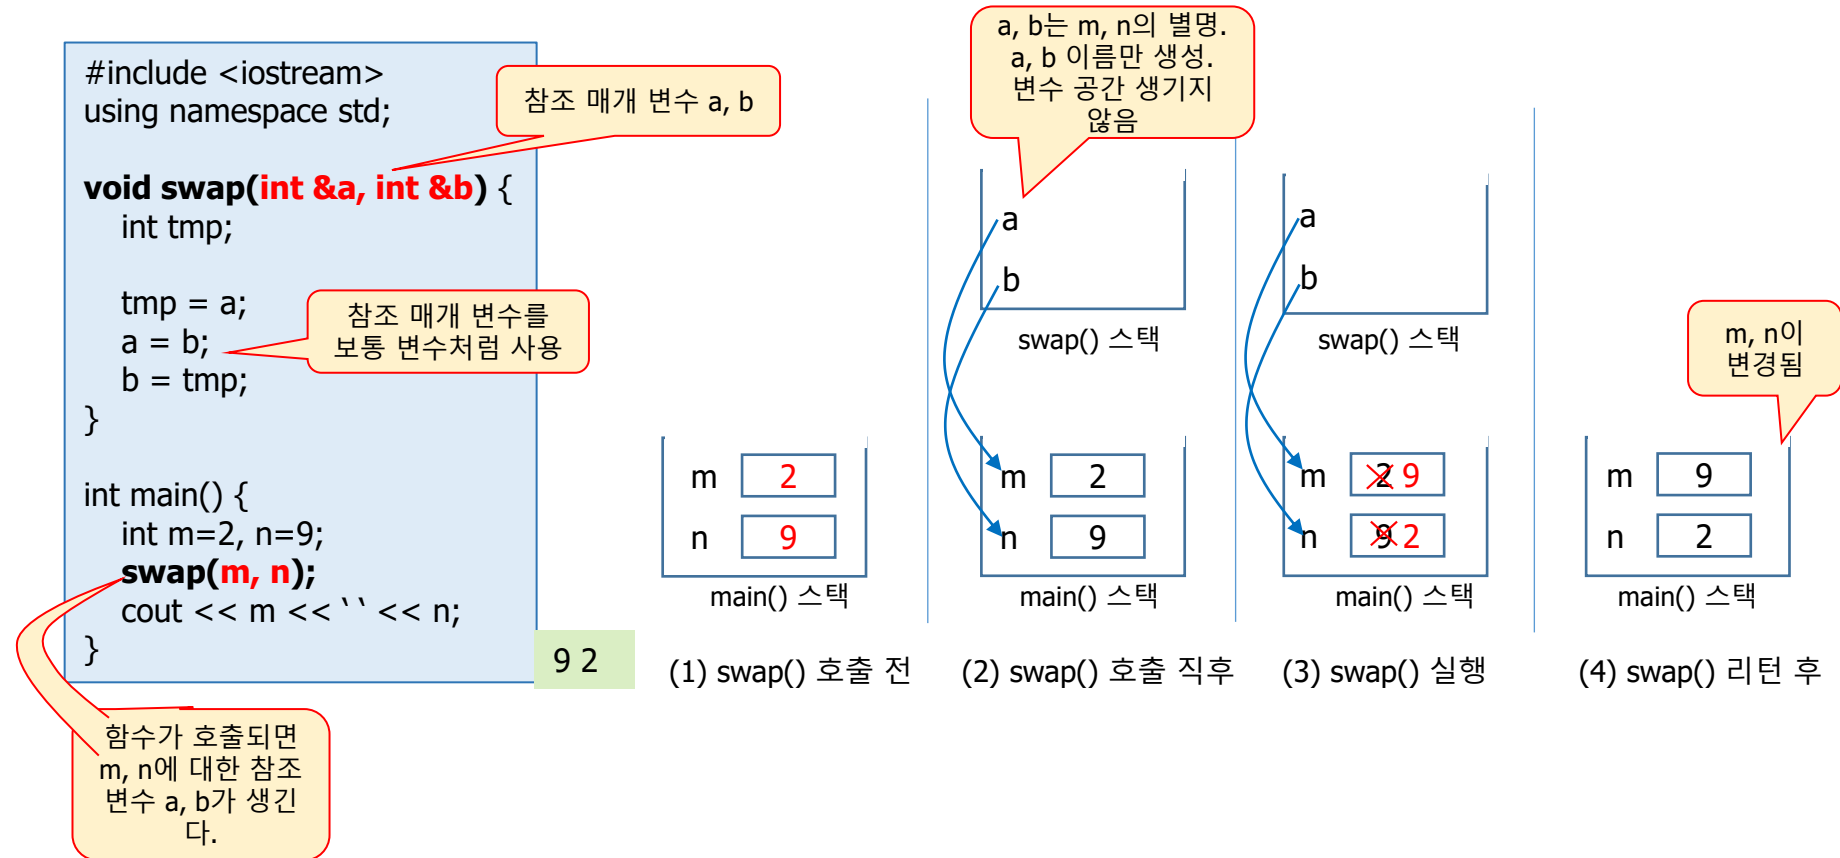 #include <iostream>
using namespace std;
void swap(int &a, int &b) {
int tmp;
tmp = a;
a = b;
b = tmp;
}
int main() {
int m=2, n=9;
swap(m, n);
cout << m << ‵ ‵ << n;
}
9 2
참조 매개 변수 a, b
참조 매개 변수를
보통 변수처럼 사용
함수가 호출되면
m, n에 대한 참조
변수 a, b가 생긴
다.
m 2
n 9
main() 스택
(1) swap() 호출 전
a, b는 m, n의 별명.
a, b 이름만 생성.
변수 공간 생기지
않음
a
b
swap() 스택
m 2
n 9
main() 스택
(2) swap() 호출 직후
a
b
swap() 스택
m 2 9
n 9 2
main() 스택
(3) swap() 실행
m, n이
변경됨
m 9
n 2
main() 스택
(4) swap() 리턴 후